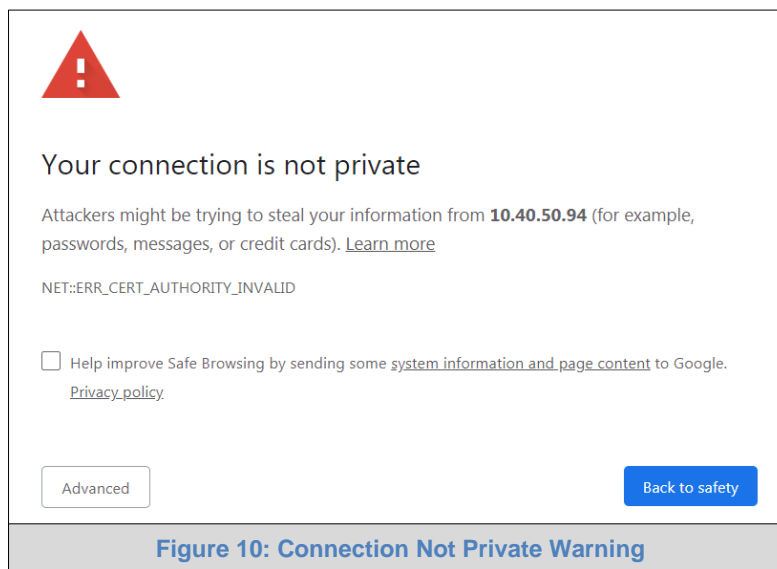 Your connection is not private
Attackers might be trying to steal your information from 10.40.50.94 (for example,
passwords, messages, or credit cards). Learn more
NET::ERR_CERT_AUTHORITY_INVALID
Help improve Safe Browsing by sending some system information and page content to Google.
Privacy policy
Advanced
Back to safety
Figure 10: Connection Not Private Warning